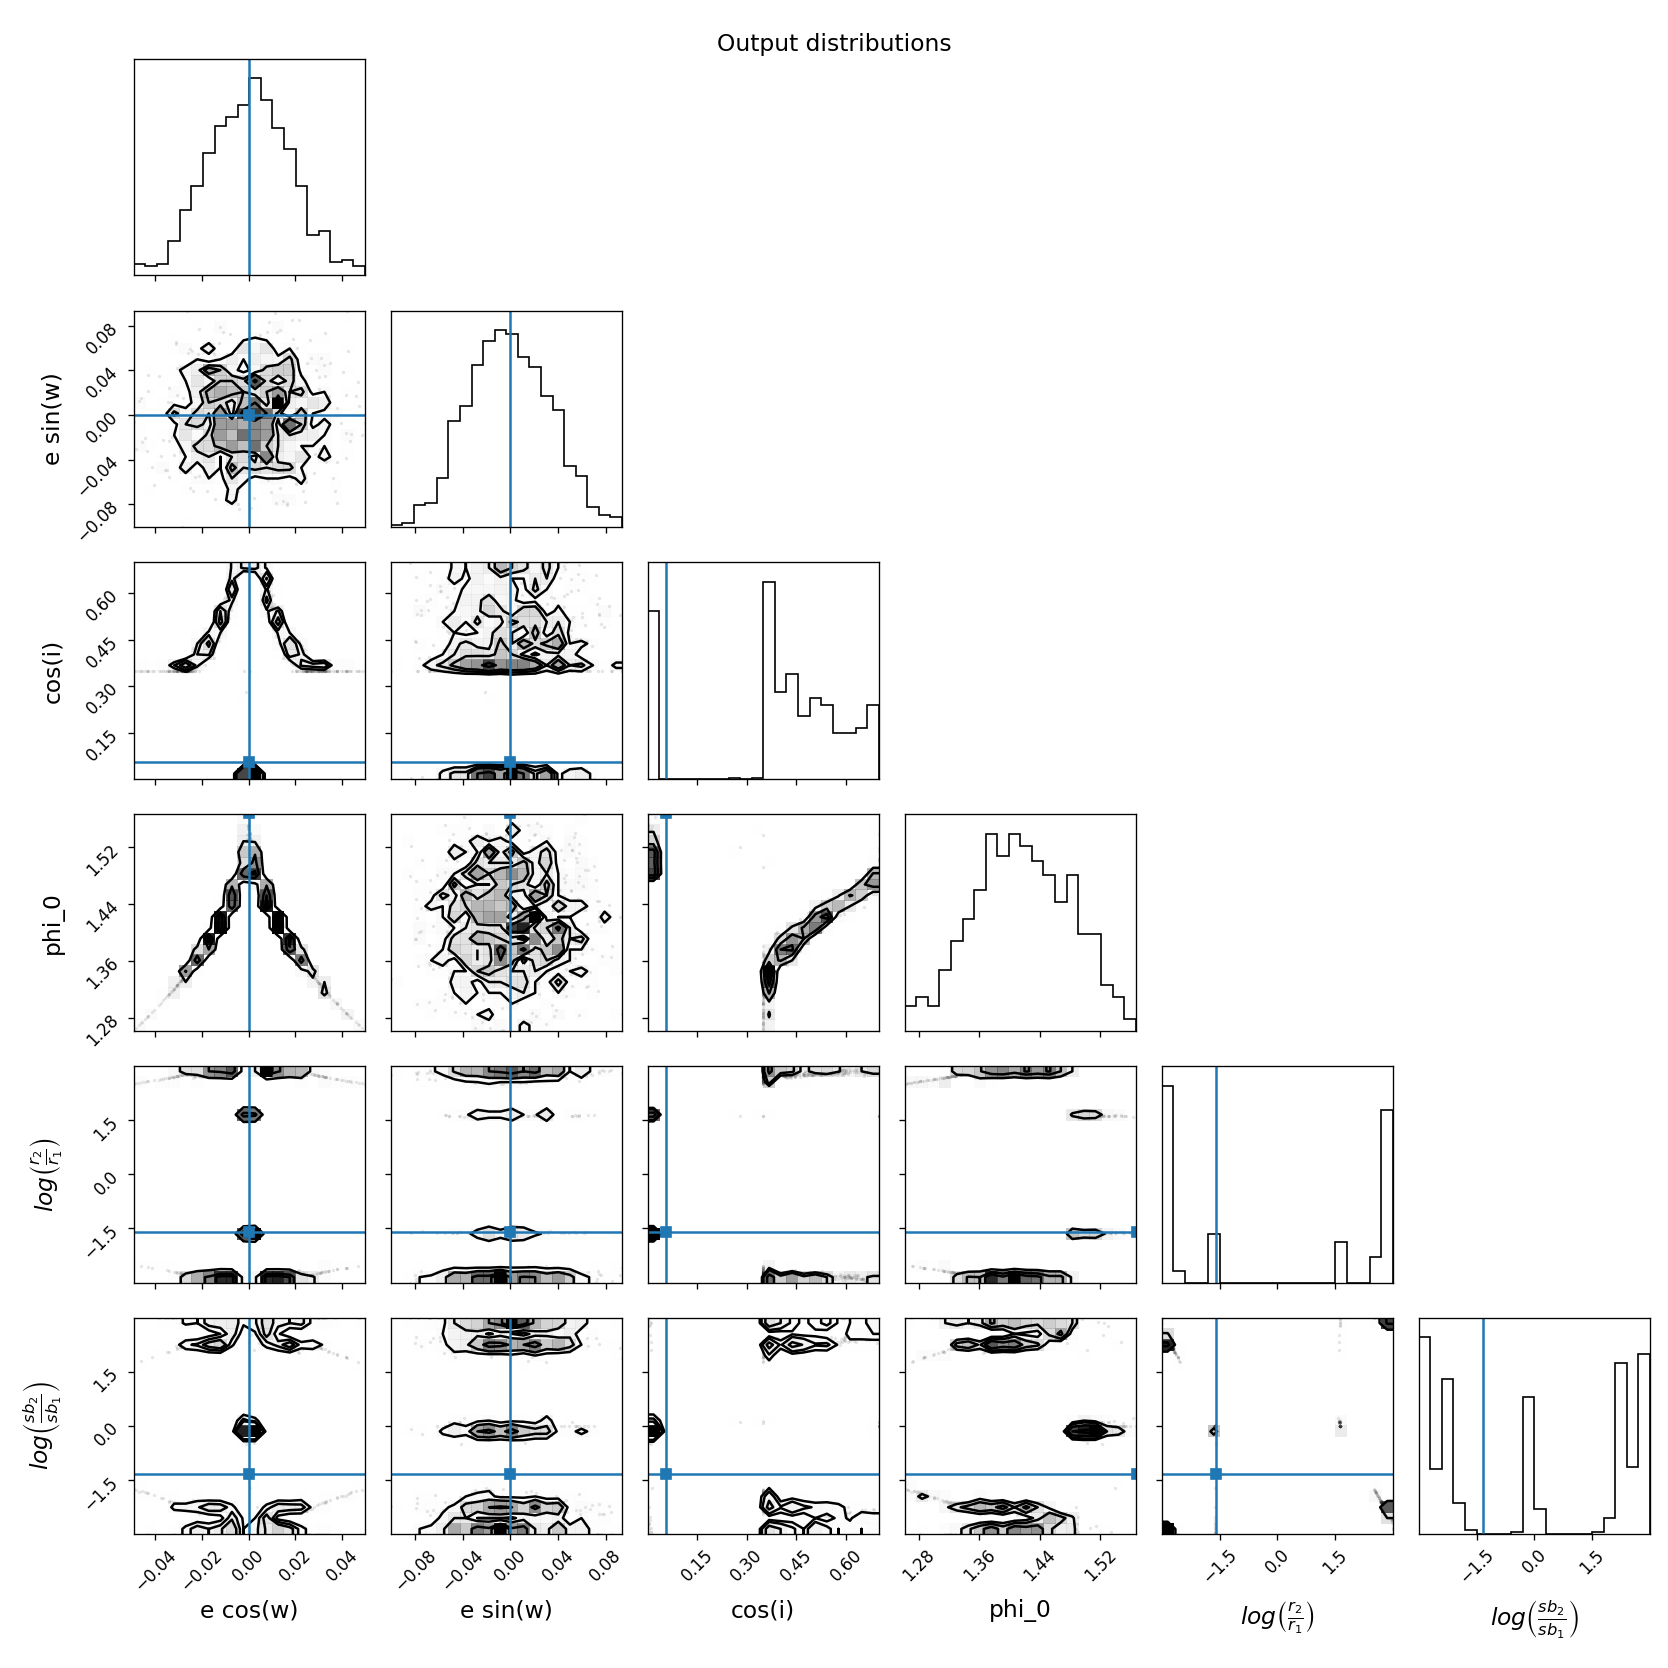 Output distributions
e sin(w)
0.08
0.04
0.00
−0.04
−0.08
cos(i)
0.60
0.45
0.30
0.15
phi_0
1.52
1.44
1.36
1.28
log(r2/r1)
1.5
0.0
−1.5
log(sb2/sb1)
1.5
0.0
−1.5
−0.04 −0.02 0.00 0.02 0.04 −0.08 −0.04 0.00 0.04 0.08 0.15 0.30 0.45 0.60 1.28 1.36 1.44 1.52 −1.5 0.0 1.5 −1.5 0.0 1.5
e cos(w) e sin(w) cos(i) phi_0 log(r2/r1) log(sb2/sb1)